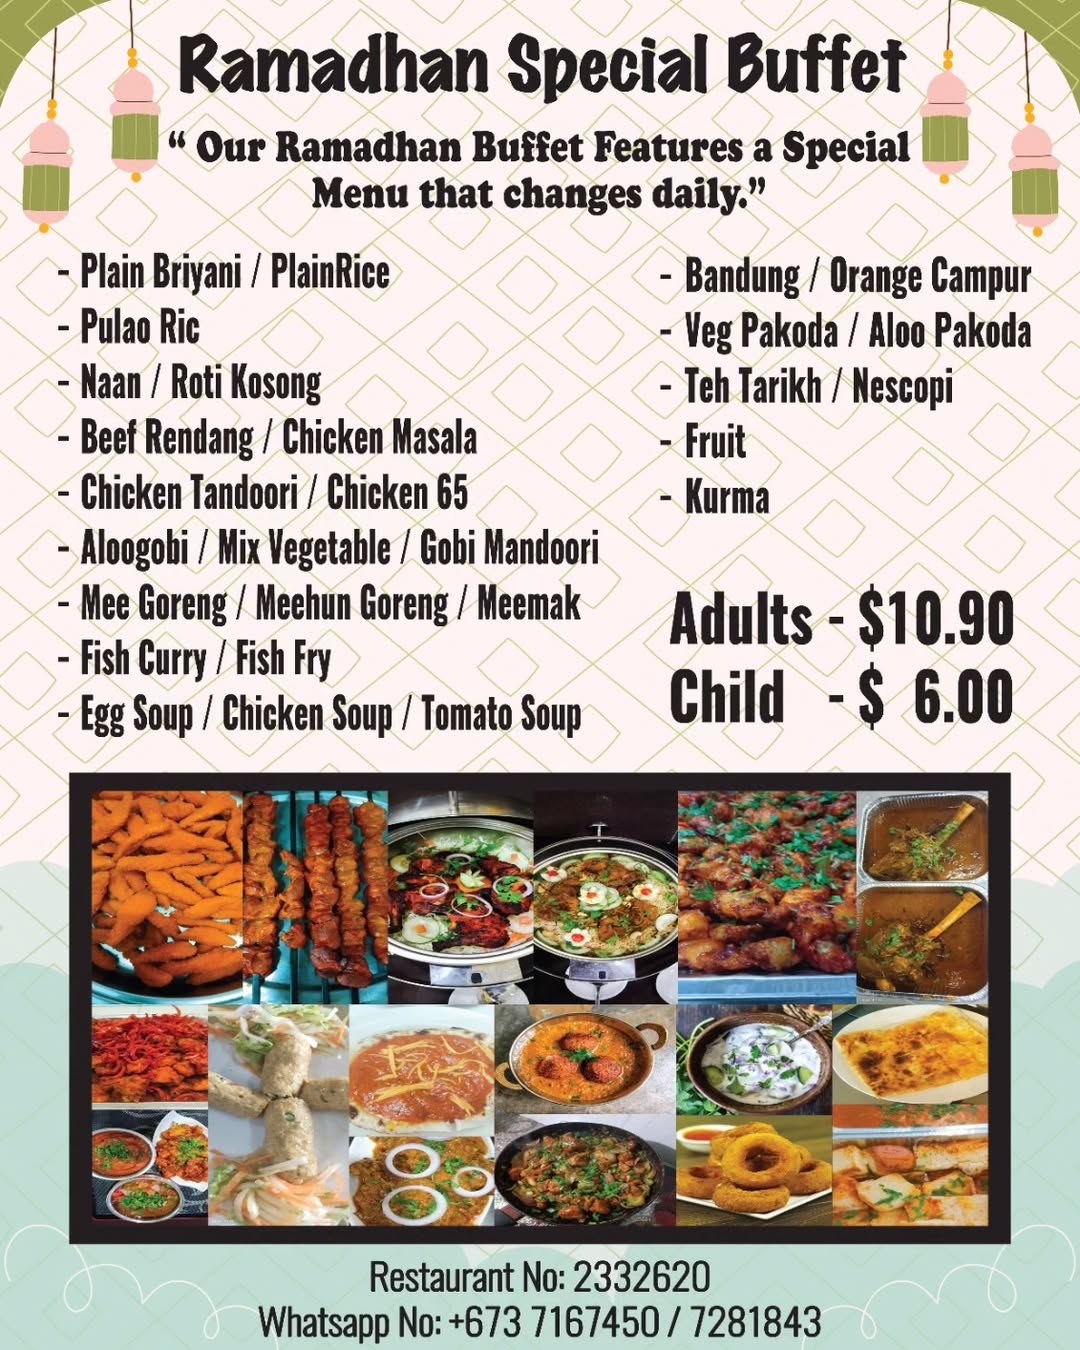 Ramadhan Special Buffet
“ Our Ramadhan Buffet Features a Special
Menu that changes daily.”
- Plain Briyani / PlainRice
- Pulao Ric
- Naan / Roti Kosong
- Beef Rendang / Chicken Masala
- Chicken Tandoori / Chicken 65
- Aloogobi / Mix Vegetable / Gobi Mandoori
- Mee Goreng / Meehun Goreng / Meemak
- Fish Curry / Fish Fry
- Egg Soup / Chicken Soup / Tomato Soup
- Bandung / Orange Campur
- Veg Pakoda / Aloo Pakoda
- Teh Tarikh / Nescopi
- Fruit
- Kurma
Adults - $10.90
Child - $ 6.00
Restaurant No: 2332620
Whatsapp No: +673 7167450 / 7281843